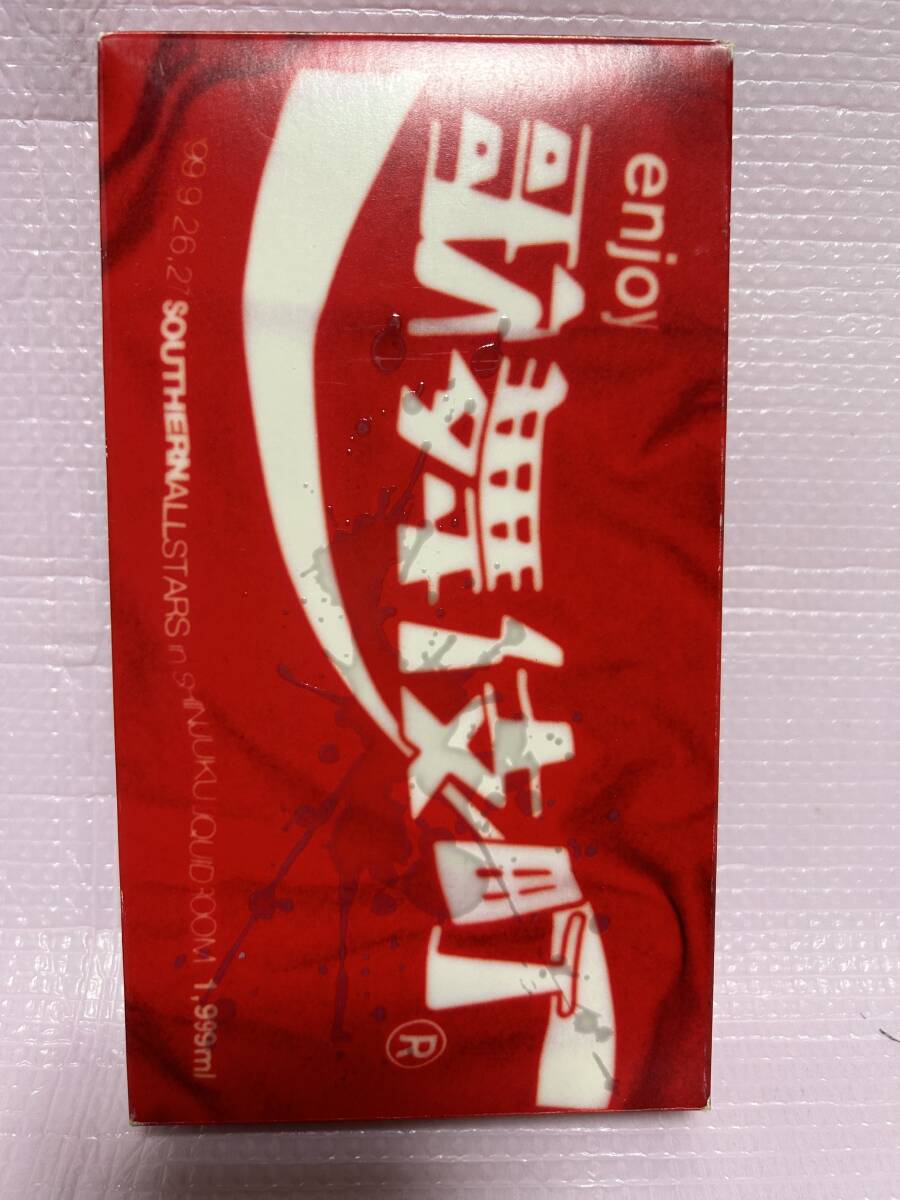 enjoy
歌舞伎町®
99 9 26,27 SOUTHERNALLSTARS in SHINJUKU LIQUIDROOM 1,999ml